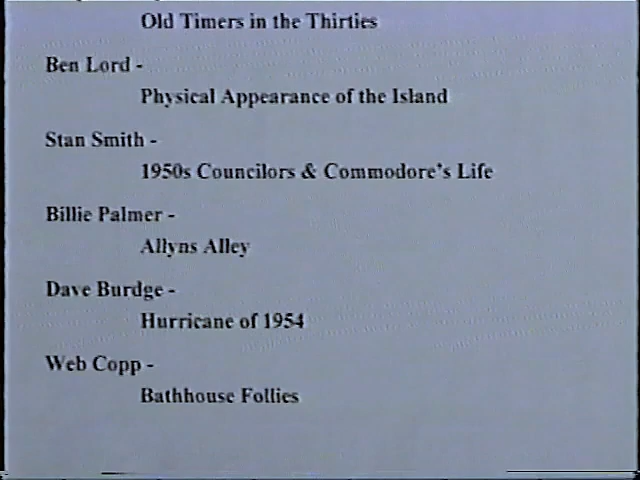 Old Timers in the Thirties
Ben Lord -
Physical Appearance of the Island
Stan Smith -
1950s Councilors & Commodore's Life
Billie Palmer -
Allyns Alley
Dave Burdge -
Hurricane of 1954
Web Copp -
Bathhouse Follies